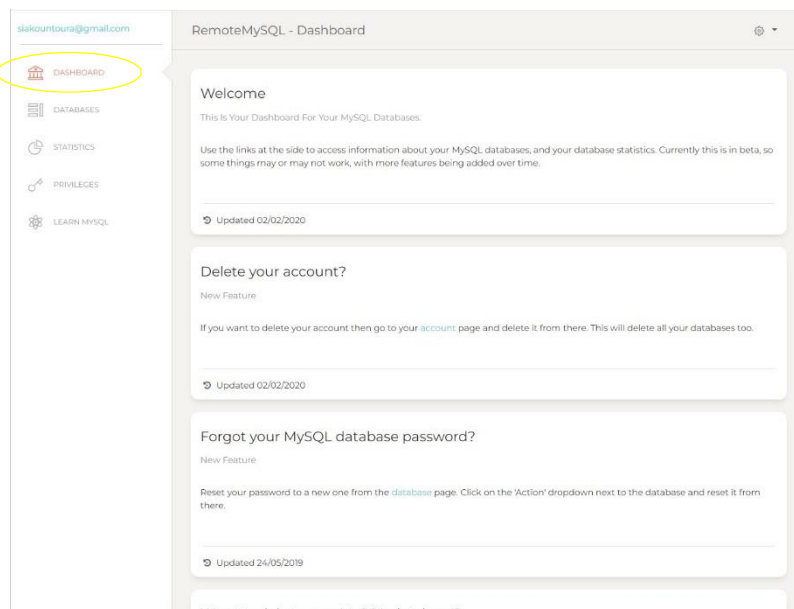 siakountoura@gmail.com
RemoteMySQL - Dashboard
DASHBOARD
DATABASES
STATISTICS
PRIVILEGES
LEARN MYSQL
Welcome
This Is Your Dashboard For Your MySQL Databases.
Use the links at the side to access information about your MySQL databases, and your database statistics. Currently this is in beta, so
some things may or may not work, with more features being added over time.
Updated 02/02/2020
Delete your account?
New Feature
If you want to delete your account then go to your account page and delete it from there. This will delete all your databases too.
Updated 02/02/2020
Forgot your MySQL database password?
New Feature
Reset your password to a new one from the database page. Click on the 'Action' dropdown next to the database and reset it from
there.
Updated 24/05/2019